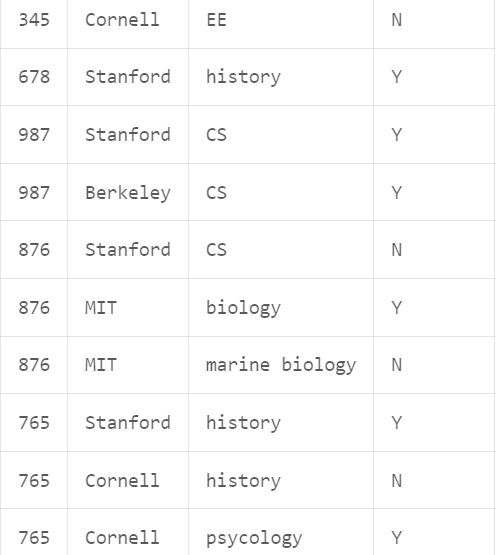 345 Cornell EE N
678 Stanford history Y
987 Stanford CS Y
987 Berkeley CS Y
876 Stanford CS N
876 MIT biology Y
876 MIT marine biology N
765 Stanford history Y
765 Cornell history N
765 Cornell psycology Y